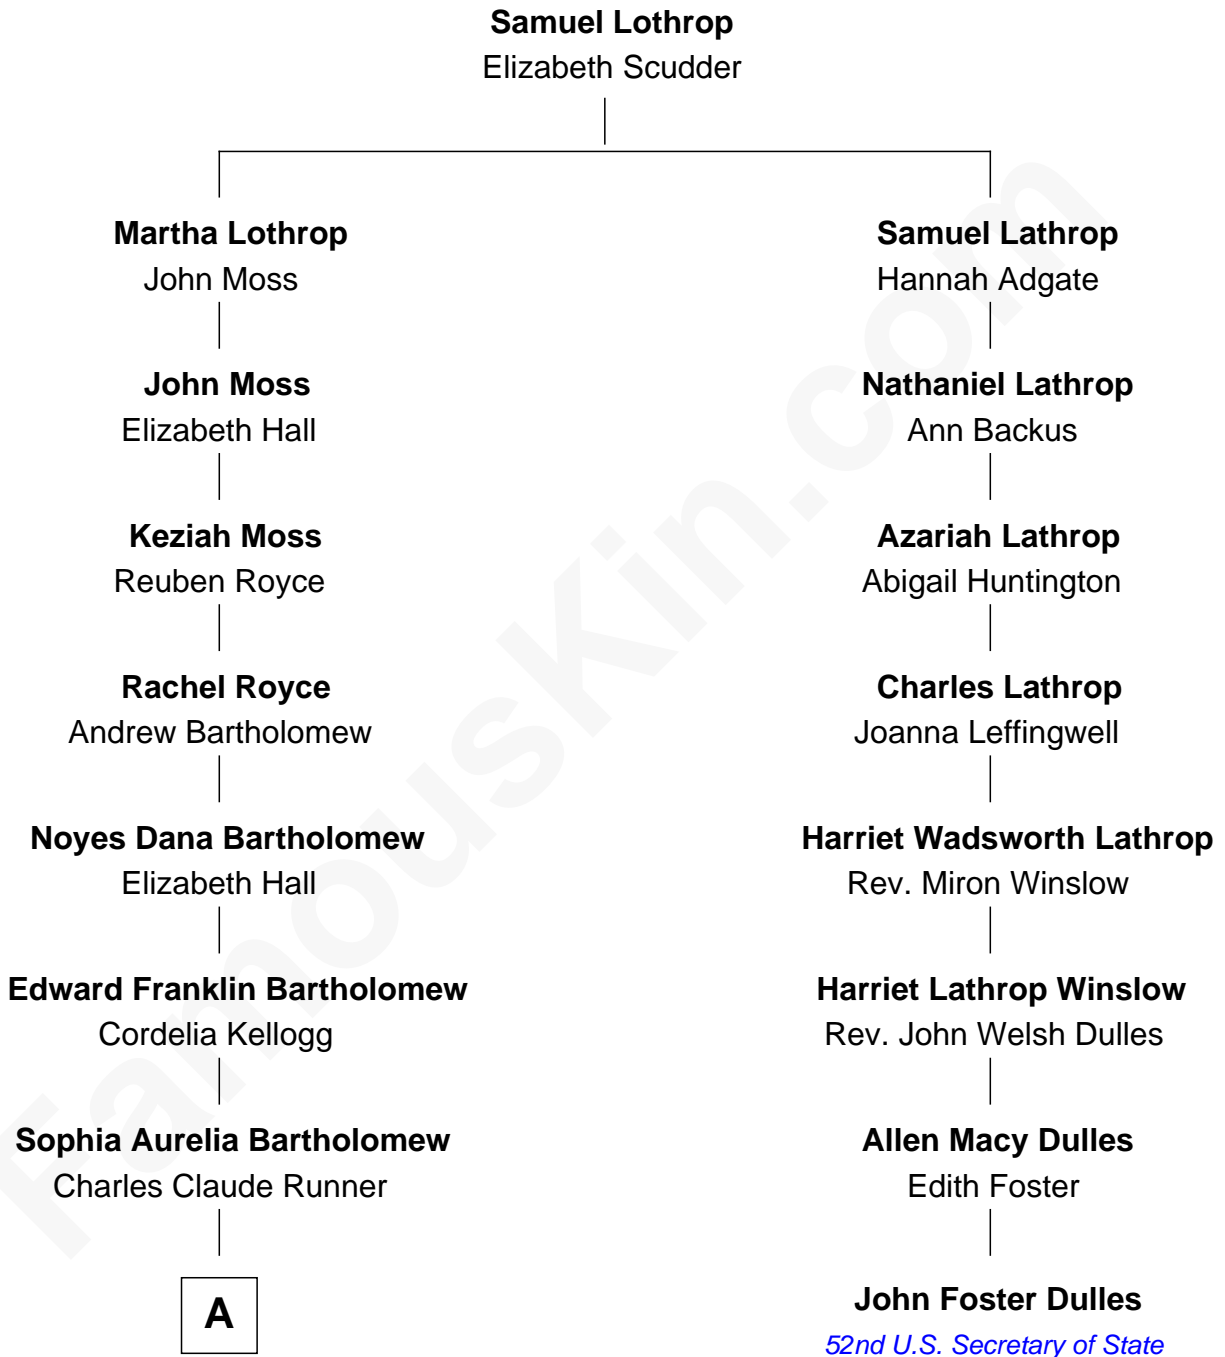 Samuel Lothrop
Elizabeth Scudder
Martha Lothrop
John Moss
Samuel Lathrop
Hannah Adgate
John Moss
Elizabeth Hall
Nathaniel Lathrop
Ann Backus
Keziah Moss
Reuben Royce
Azariah Lathrop
Abigail Huntington
Rachel Royce
Andrew Bartholomew
Charles Lathrop
Joanna Leffingwell
Noyes Dana Bartholomew
Elizabeth Hall
Harriet Wadsworth Lathrop
Rev. Miron Winslow
Edward Franklin Bartholomew
Cordelia Kellogg
Harriet Lathrop Winslow
Rev. John Welsh Dulles
Sophia Aurelia Bartholomew
Charles Claude Runner
Allen Macy Dulles
Edith Foster
A
John Foster Dulles
52nd U.S. Secretary of State
FamousKin.com